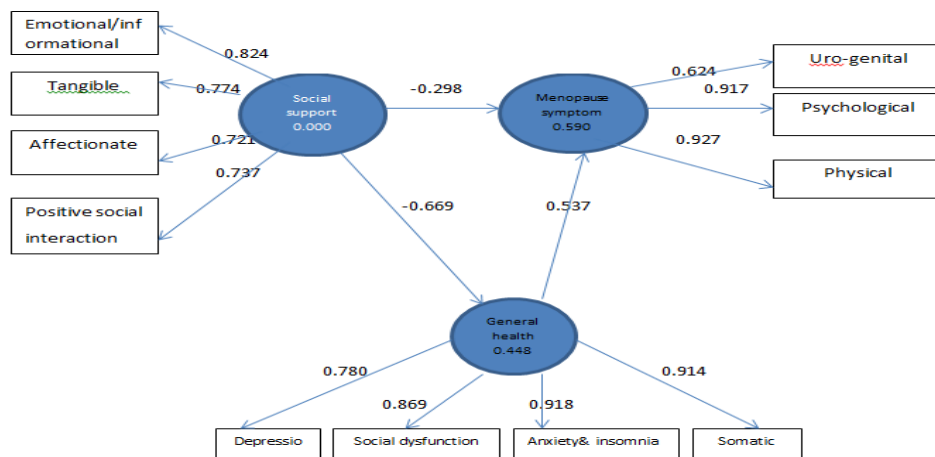 Emotional/inf
ormational
0.824
Tangible
0.774
Affectionate
0.721
Positive social
interaction
0.737
Social
support
0.000
-0.298
Menopause
symptom
0.590
0.624
Uro-genital
0.917
Psychological
0.927
Physical
-0.669
0.537
General
health
0.448
0.780
0.869
0.918
0.914
Depressio
Social dysfunction
Anxiety& insomnia
Somatic